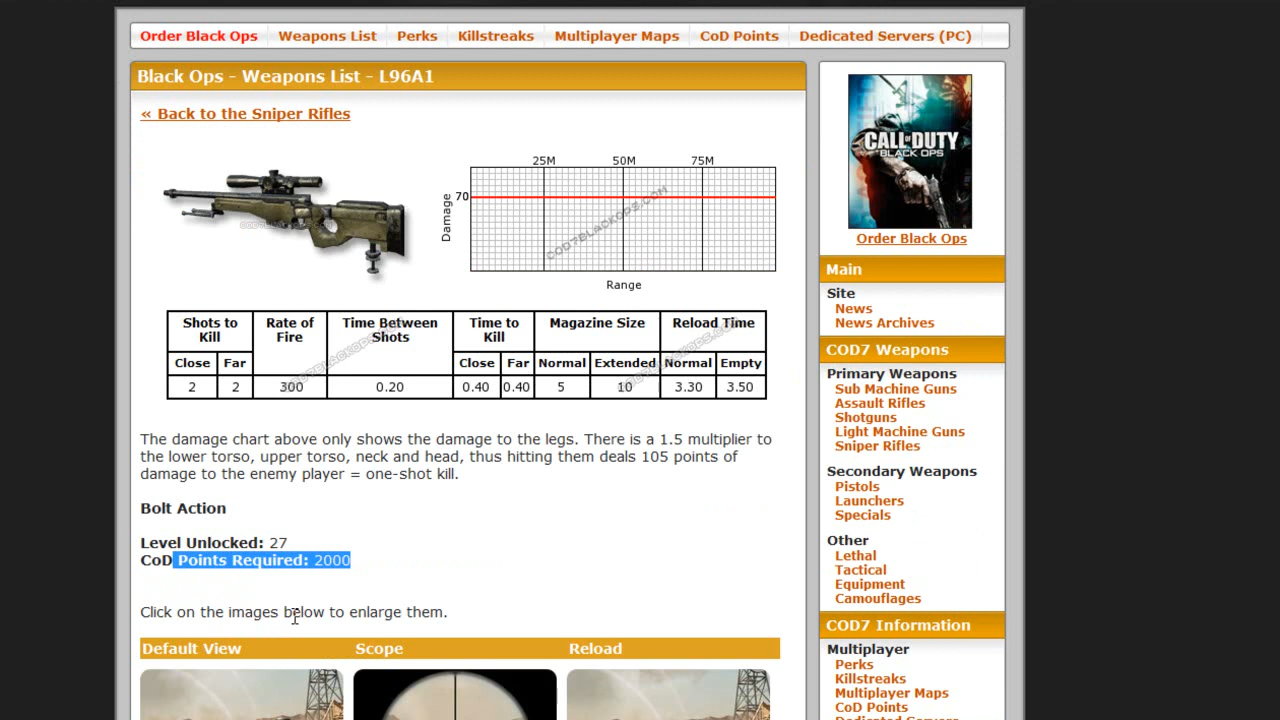 Order Black Ops Weapons List Perks Killstreaks Multiplayer Maps CoD Points Dedicated Servers (PC)
Black Ops - Weapons List - L96A1
« Back to the Sniper Rifles
25M 50M 75M
70
Damage
Range
COD7BLACKOPS.COM
COD7BLACKOPS.COM
Shots to Kill Rate of Fire Time Between Shots Time to Kill Magazine Size Reload Time
Close Far Close Far Normal Extended Normal Empty
2 2 300 0.20 0.40 0.40 5 10 3.30 3.50
The damage chart above only shows the damage to the legs. There is a 1.5 multiplier to
the lower torso, upper torso, neck and head, thus hitting them deals 105 points of
damage to the enemy player = one-shot kill.
Bolt Action
Level Unlocked: 27
CoD Points Required: 2000
Click on the images below to enlarge them.
Default View Scope Reload
CALL OF DUTY
BLACK OPS
Order Black Ops
Main
Site
News
News Archives
COD7 Weapons
Primary Weapons
Sub Machine Guns
Assault Rifles
Shotguns
Light Machine Guns
Sniper Rifles
Secondary Weapons
Pistols
Launchers
Specials
Other
Lethal
Tactical
Equipment
Camouflages
COD7 Information
Multiplayer
Perks
Killstreaks
Multiplayer Maps
CoD Points
Dedicated Servers